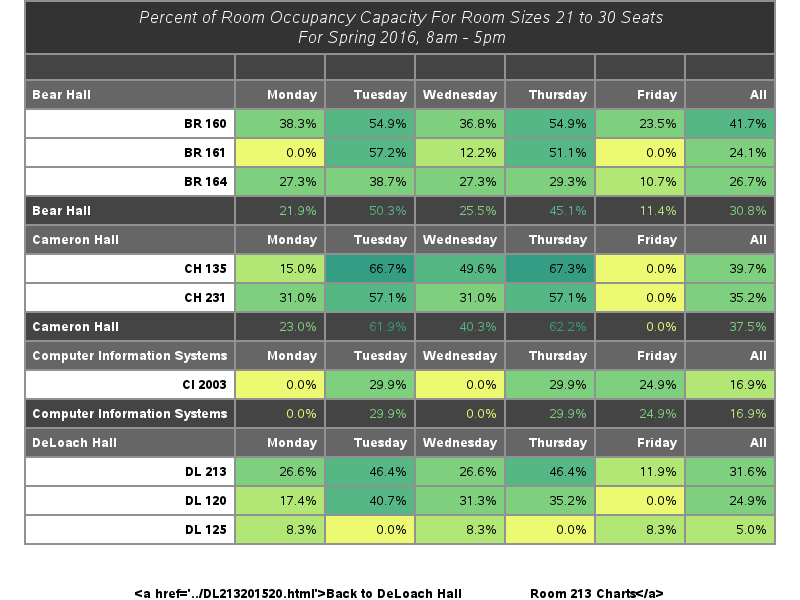 Percent of Room Occupancy Capacity For Room Sizes 21 to 30 Seats
For Spring 2016, 8am - 5pm
Bear Hall Monday Tuesday Wednesday Thursday Friday All
BR 160 38.3% 54.9% 36.8% 54.9% 23.5% 41.7%
BR 161 0.0% 57.2% 12.2% 51.1% 0.0% 24.1%
BR 164 27.3% 38.7% 27.3% 29.3% 10.7% 26.7%
Bear Hall 21.9% 50.3% 25.5% 45.1% 11.4% 30.8%
Cameron Hall Monday Tuesday Wednesday Thursday Friday All
CH 135 15.0% 66.7% 49.6% 67.3% 0.0% 39.7%
CH 231 31.0% 57.1% 31.0% 57.1% 0.0% 35.2%
Cameron Hall 23.0% 61.9% 40.3% 62.2% 0.0% 37.5%
Computer Information Systems Monday Tuesday Wednesday Thursday Friday All
CI 2003 0.0% 29.9% 0.0% 29.9% 24.9% 16.9%
Computer Information Systems 0.0% 29.9% 0.0% 29.9% 24.9% 16.9%
DeLoach Hall Monday Tuesday Wednesday Thursday Friday All
DL 213 26.6% 46.4% 26.6% 46.4% 11.9% 31.6%
DL 120 17.4% 40.7% 31.3% 35.2% 0.0% 24.9%
DL 125 8.3% 0.0% 8.3% 0.0% 8.3% 5.0%
<a href='../DL213201520.html'>Back to DeLoach Hall Room 213 Charts</a>